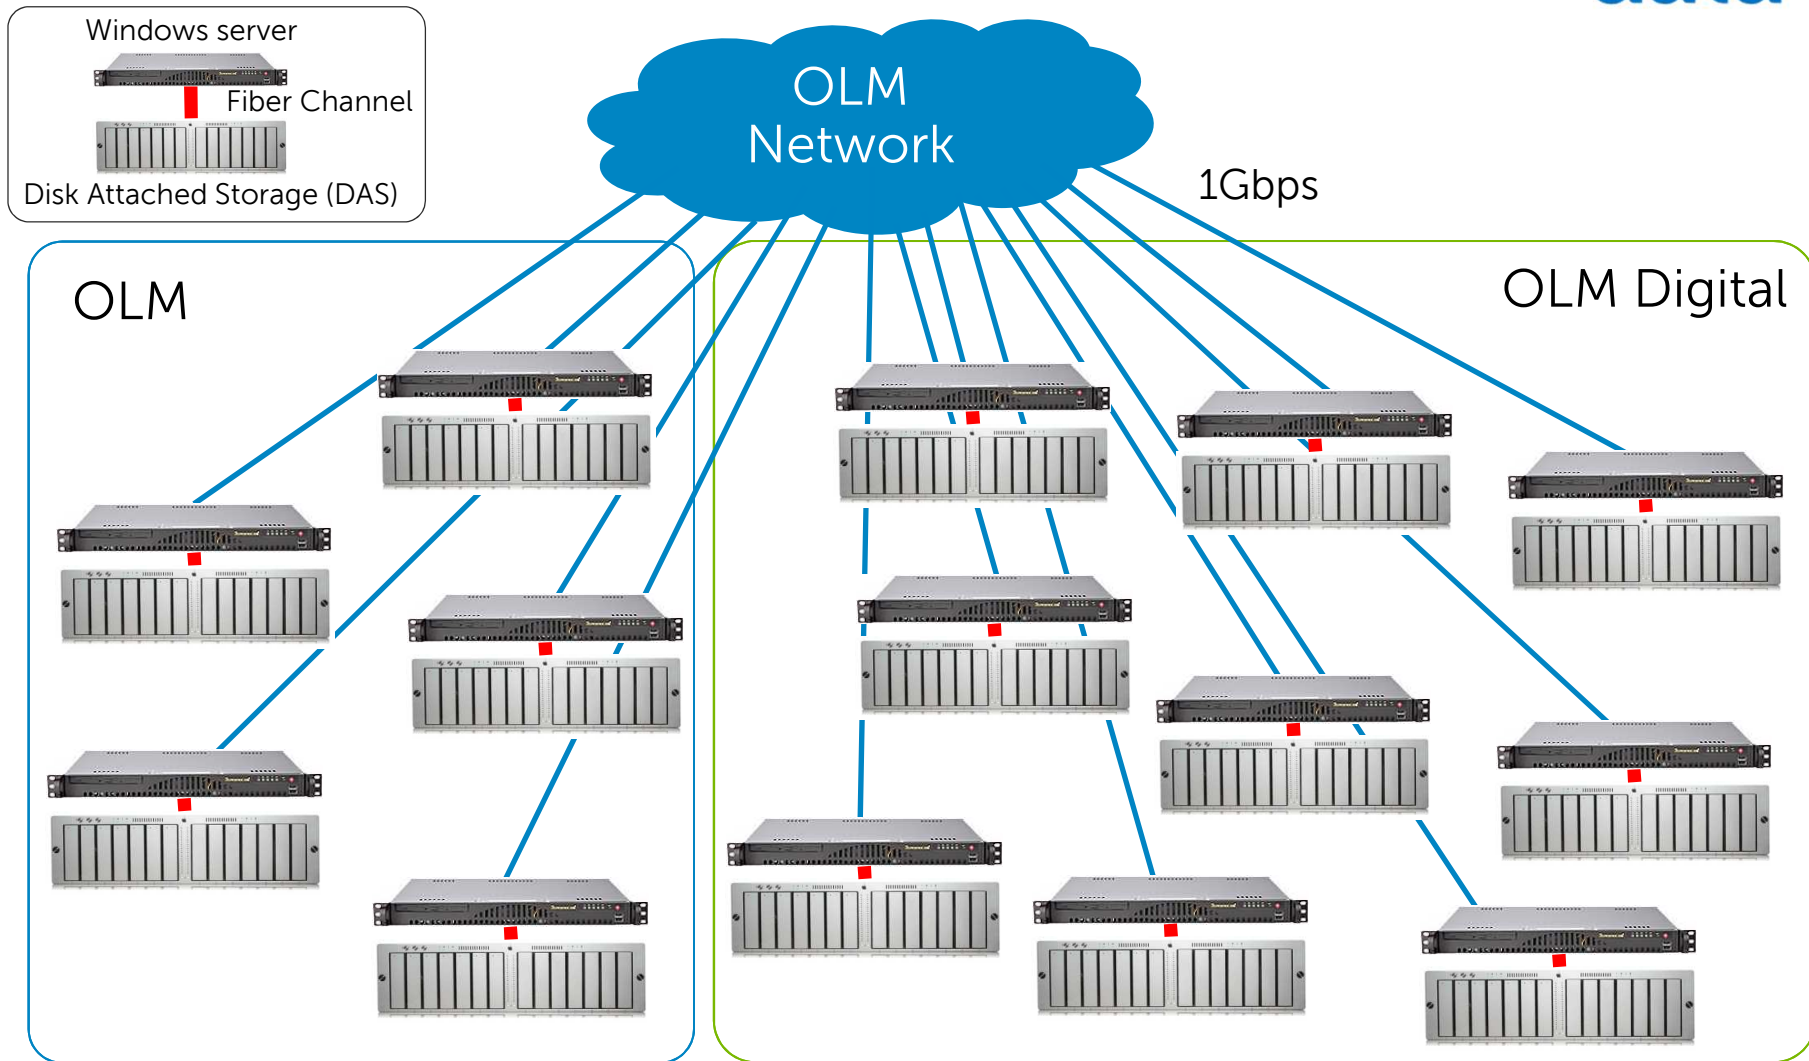 Windows server
Fiber Channel
Disk Attached Storage (DAS)
OLM
Network
1Gbps
OLM
OLM Digital